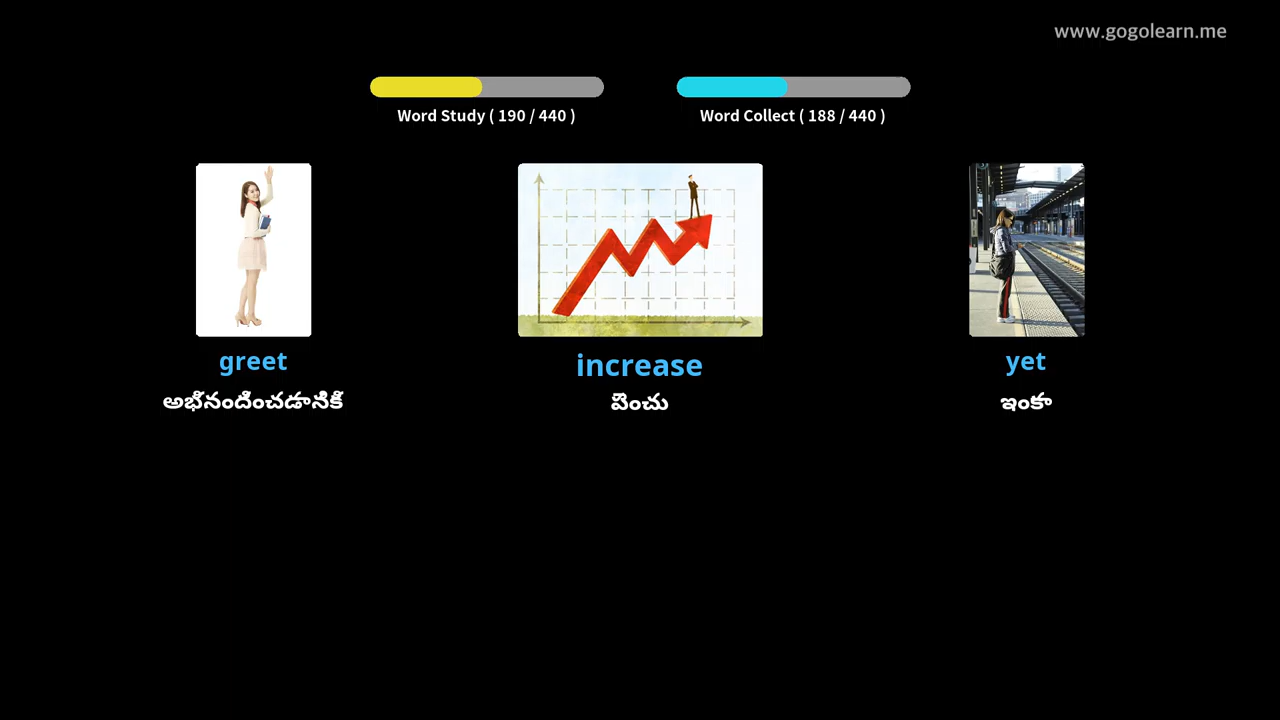 www.gogolearn.me
Word Study ( 190 / 440 )
Word Collect ( 188 / 440 )
greet
increase
yet
అభినందించడానికి
పెంచు
ఇంకా